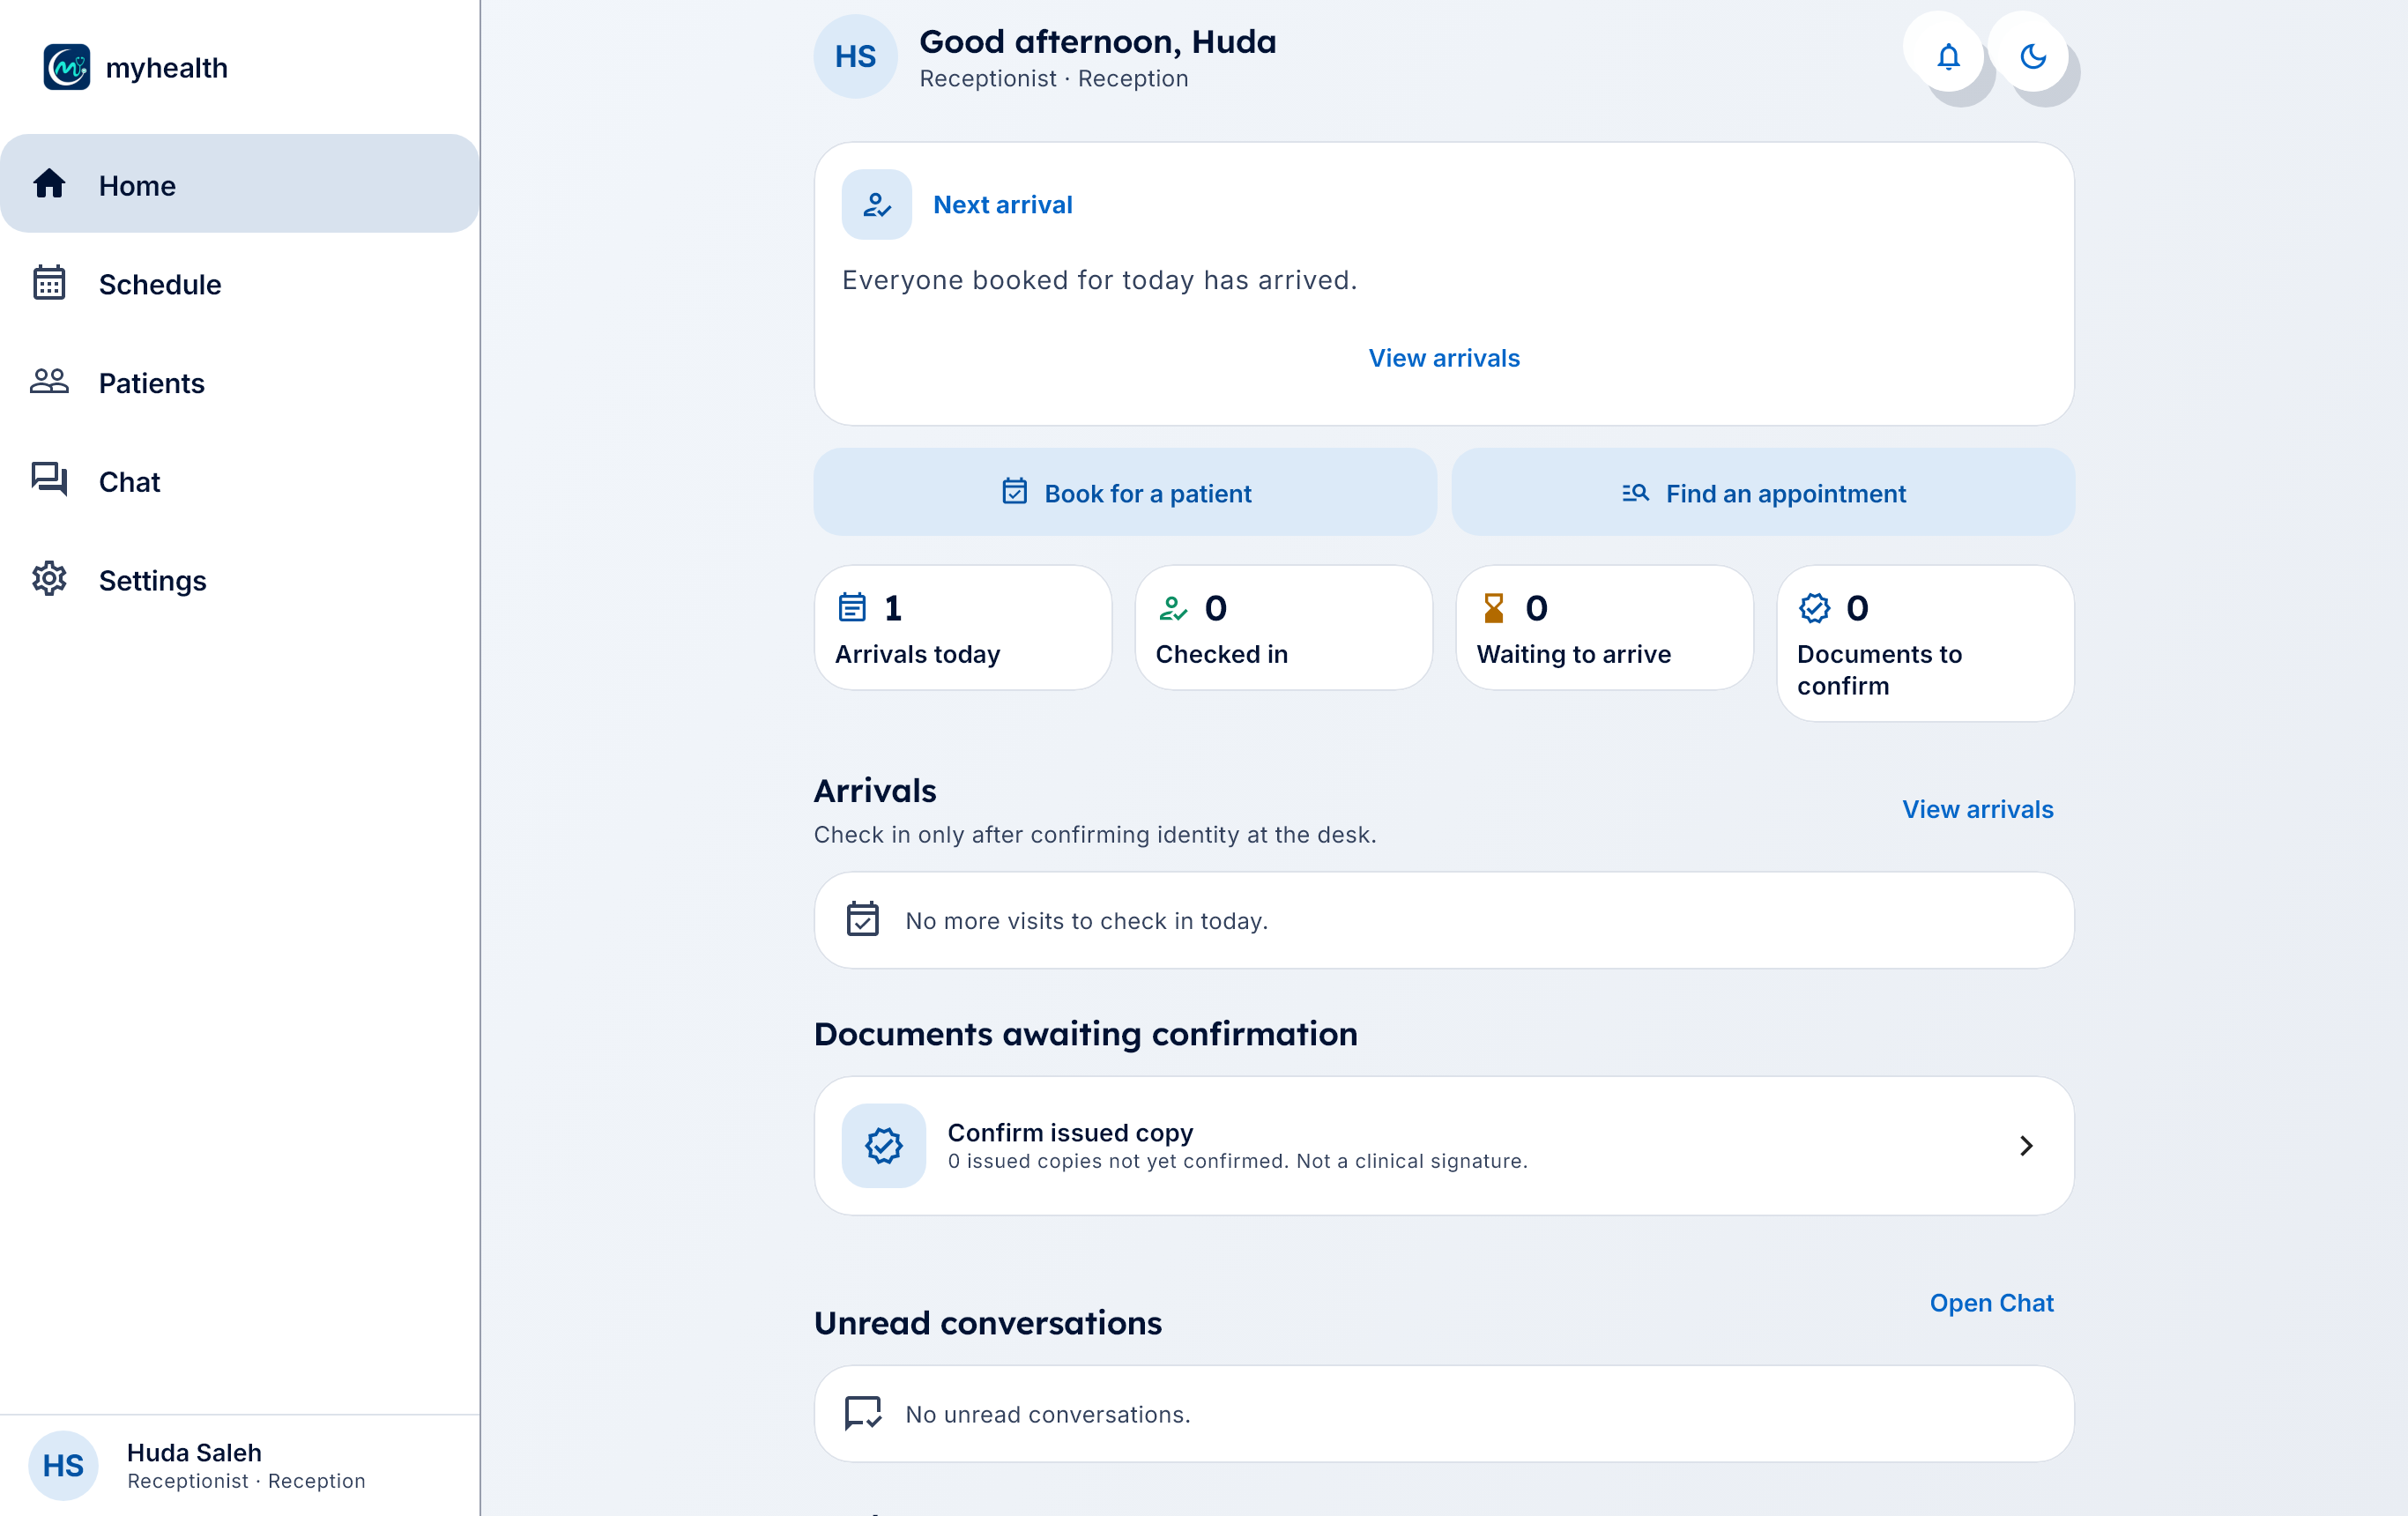 myhealth
Home
Schedule
Patients
Chat
Settings
HS
Huda Saleh
Receptionist · Reception
HS
Good afternoon, Huda
Receptionist · Reception
Next arrival
Everyone booked for today has arrived.
View arrivals
Book for a patient
Find an appointment
1
Arrivals today
0
Checked in
0
Waiting to arrive
0
Documents to
confirm
Arrivals
Check in only after confirming identity at the desk.
View arrivals
No more visits to check in today.
Documents awaiting confirmation
Confirm issued copy
0 issued copies not yet confirmed. Not a clinical signature.
Unread conversations
Open Chat
No unread conversations.